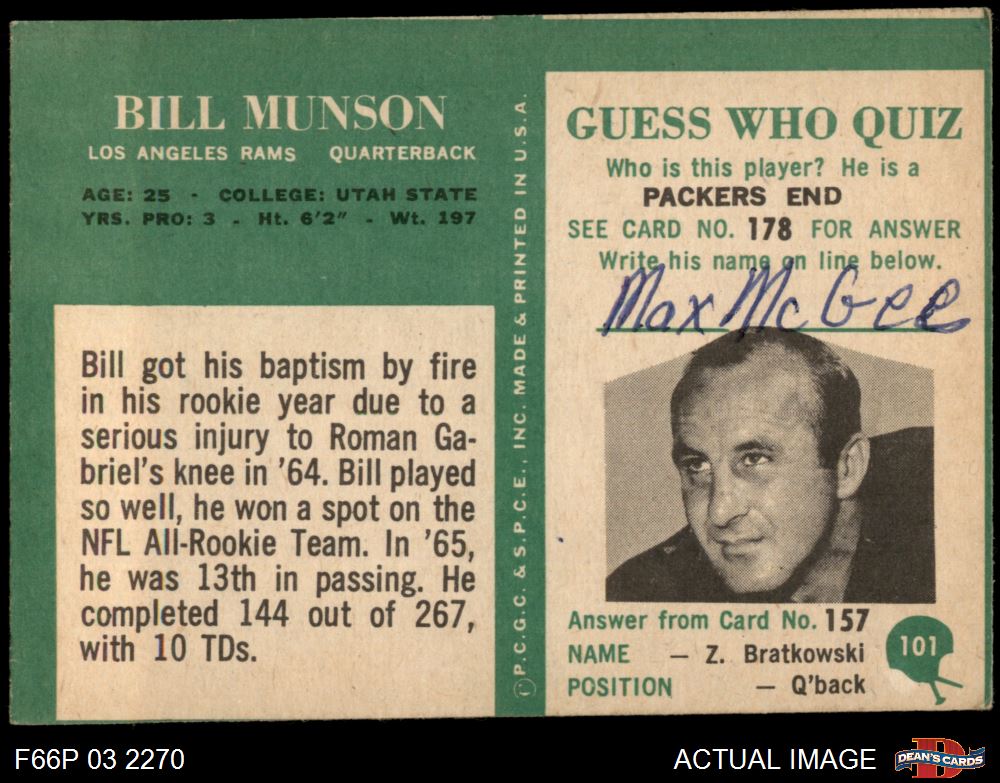 BILL MUNSON
LOS ANGELES RAMS QUARTERBACK
AGE: 25 - COLLEGE: UTAH STATE
YRS. PRO: 3 - Ht. 6'2" - Wt. 197
Bill got his baptism by fire
in his rookie year due to a
serious injury to Roman Ga-
briel's knee in '64. Bill played
so well, he won a spot on the
NFL All-Rookie Team. In '65,
he was 13th in passing. He
completed 144 out of 267,
with 10 TDs.
Ⓒ P.C.G.C. & S.P.C.E., INC. MADE & PRINTED IN U.S.A.
GUESS WHO QUIZ
Who is this player? He is a
PACKERS END
SEE CARD NO. 178 FOR ANSWER
Write his name on line below.
Max McGee
Answer from Card No. 157
NAME — Z. Bratkowski
POSITION — Q'back
101
F66P 03 2270
ACTUAL IMAGE
D
DEAN'S CARDS